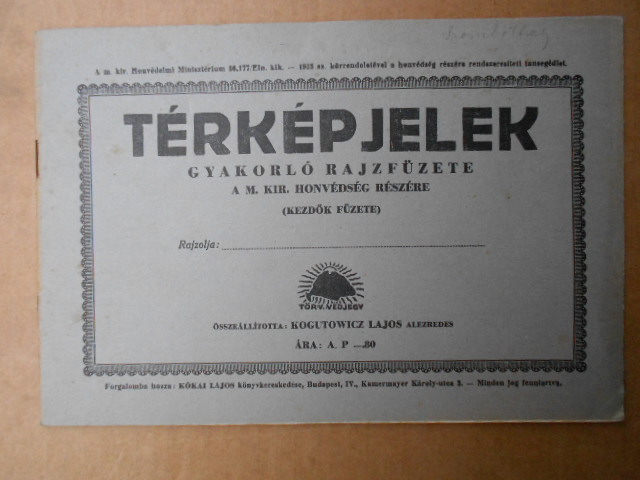 A m. kir. Honvédelmi Minisztérium 56.177/Eln. kik. — 1913 sz. körrendeletével a honvédség részére rendszeresített tansegédlet.
TÉRKÉPJELEK
GYAKORLÓ RAJZFÜZETE
A M. KIR. HONVÉDSÉG RÉSZÉRE
(KEZDŐK FÜZETE)
Rajzolja:
TÖRV. VÉDJEGY
ÖSSZEÁLLÍTOTTA: KOGUTOWICZ LAJOS ALEZREDES
ÁRA: A. P —.80
Forgalomba hozza: KÓKAI LAJOS könyvkereskedése, Budapest, IV., Kamermayer Károly-utca 3. — Minden jog fenntartva.